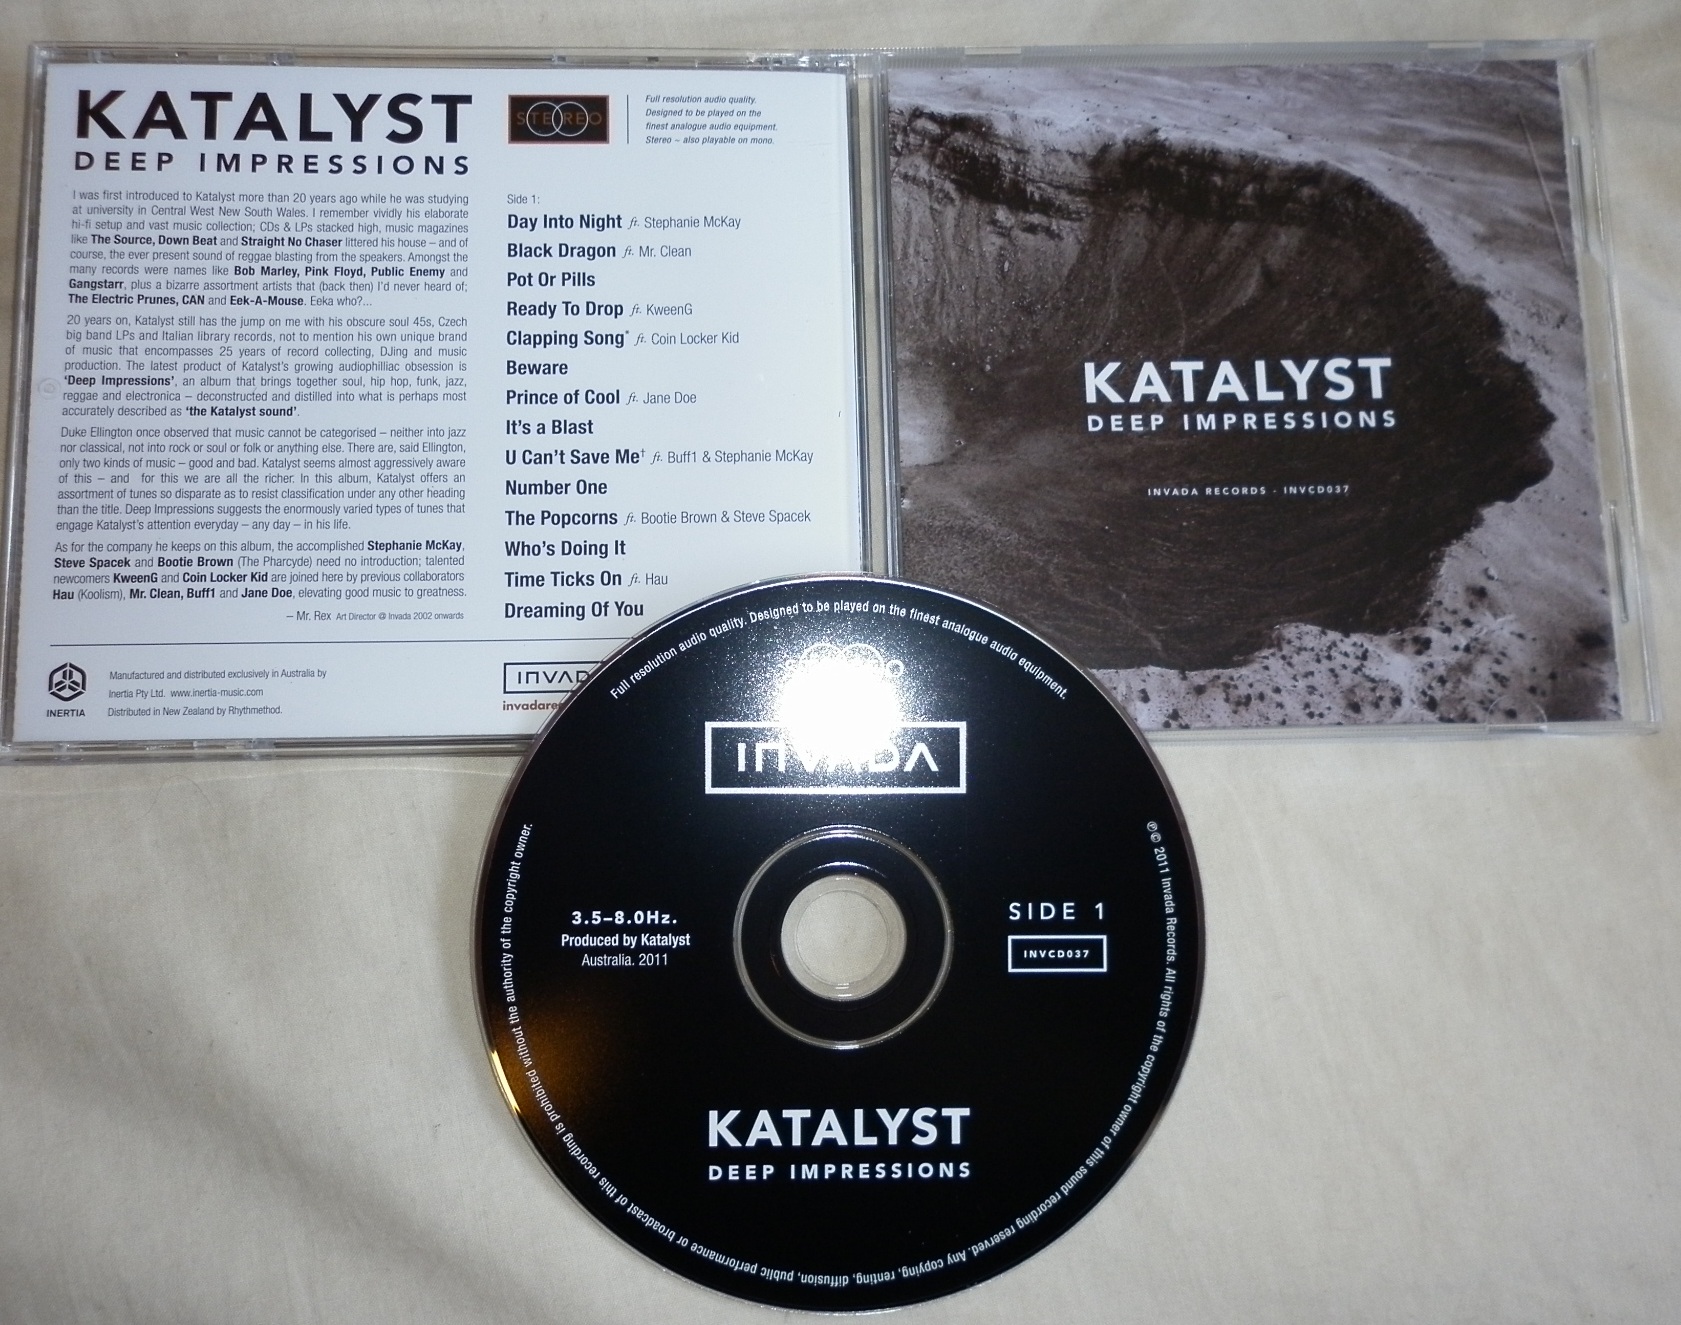 KATALYST
DEEP IMPRESSIONS
I was first introduced to Katalyst more than 20 years ago while he was studying
at university in Central West New South Wales. I remember vividly his elaborate
hi-fi setup and vast music collection; CDs & LPs stacked high, music magazines
like The Source, Down Beat and Straight No Chaser littered his house – and of
course, the ever present sound of reggae blasting from the speakers. Amongst the
many records were names like Bob Marley, Pink Floyd, Public Enemy and
Gangstarr, plus a bizarre assortment artists that (back then) I'd never heard of;
The Electric Prunes, CAN and Eek-A-Mouse. Eeka who?...
20 years on, Katalyst still has the jump on me with his obscure soul 45s, Czech
big band LPs and Italian library records, not to mention his own unique brand
of music that encompasses 25 years of record collecting, DJing and music
production. The latest product of Katalyst's growing audiophilliac obsession is
'Deep Impressions', an album that brings together soul, hip hop, funk, jazz,
reggae and electronica – deconstructed and distilled into what is perhaps most
accurately described as 'the Katalyst sound'.
Duke Ellington once observed that music cannot be categorised – neither into jazz
nor classical, not into rock or soul or folk or anything else. There are, said Ellington,
only two kinds of music – good and bad. Katalyst seems almost aggressively aware
of this – and for this we are all the richer. In this album, Katalyst offers an
assortment of tunes so disparate as to resist classification under any other heading
than the title. Deep Impressions suggests the enormously varied types of tunes that
engage Katalyst's attention everyday – any day – in his life.
As for the company he keeps on this album, the accomplished Stephanie McKay,
Steve Spacek and Bootie Brown (The Pharcyde) need no introduction; talented
newcomers KweenG and Coin Locker Kid are joined here by previous collaborators
Hau (Koolism), Mr. Clean, Buff1 and Jane Doe, elevating good music to greatness.
– Mr. Rex Art Director @ Invada 2002 onwards
STEREO
Full resolution audio quality.
Designed to be played on the
finest analogue audio equipment.
Stereo – also playable on mono.
Side 1:
Day Into Night ft. Stephanie McKay
Black Dragon ft. Mr. Clean
Pot Or Pills
Ready To Drop ft. KweenG
Clapping Song* ft. Coin Locker Kid
Beware
Prince of Cool ft. Jane Doe
It's a Blast
U Can't Save Me† ft. Buff1 & Stephanie McKay
Number One
The Popcorns ft. Bootie Brown & Steve Spacek
Who's Doing It
Time Ticks On ft. Hau
Dreaming Of You
INERTIA
Manufactured and distributed exclusively in Australia by
Inertia Pty Ltd. www.inertia-music.com
Distributed in New Zealand by Rhythmethod.
KATALYST
DEEP IMPRESSIONS
INVADA RECORDS - INVCD037
Full resolution audio quality. Designed to be played on the finest analogue audio equipment.
INVADA
3.5–8.0Hz.
Produced by Katalyst
Australia. 2011
SIDE 1
INVCD037
KATALYST
DEEP IMPRESSIONS
℗© 2011 Invada Records. All rights of the copyright owner of this sound recording reserved. Any copying, renting, diffusion, public performance or broadcast of this recording is prohibited without the authority of the copyright owner.